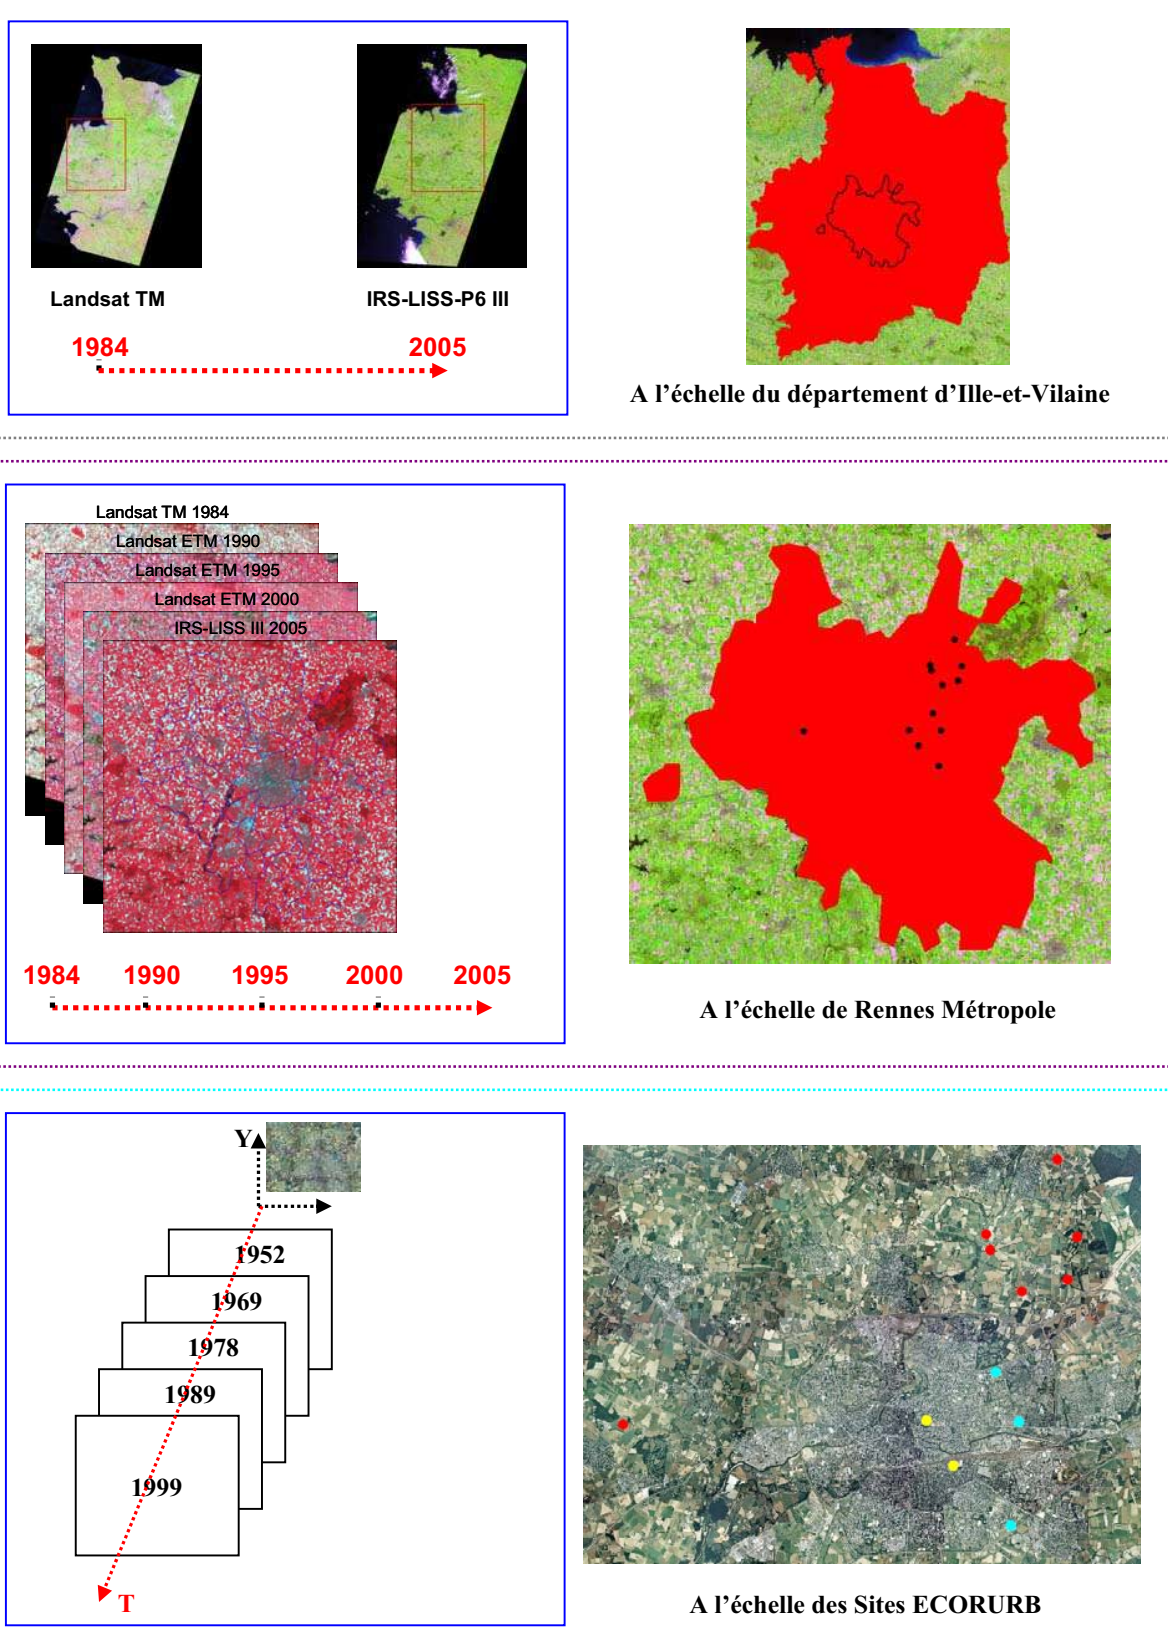 Landsat TM
IRS-LISS-P6 III
1984
2005
A l’échelle du département d’Ille-et-Vilaine
Landsat TM 1984
Landsat ETM 1990
Landsat ETM 1995
Landsat ETM 2000
IRS-LISS III 2005
1984 1990 1995 2000 2005
A l’échelle de Rennes Métropole
Y
1952
1969
1978
1989
1999
T
A l’échelle des Sites ECORURB